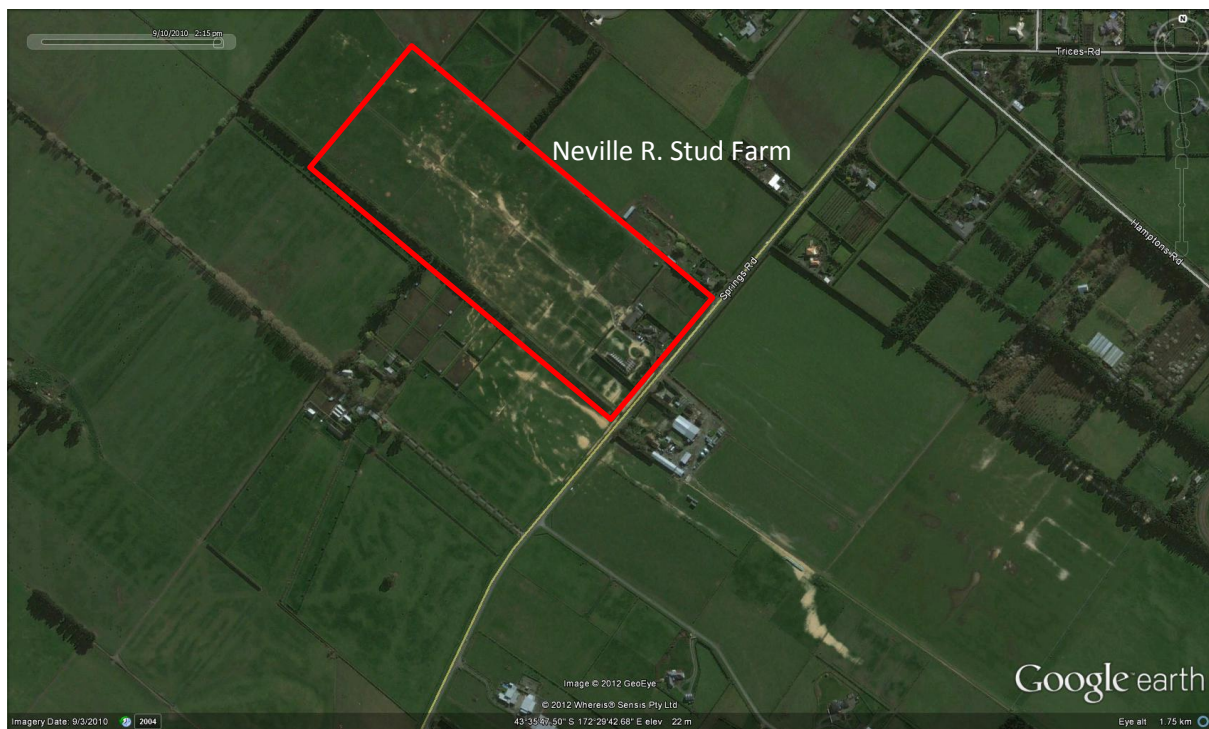 9/10/2010 2:15 pm
N
Trices Rd
Neville R. Stud Farm
Hamptons Rd
Springs Rd
Google earth
Image © 2012 GeoEye
© 2012 Whereis® Sensis Pty Ltd
Imagery Date: 9/3/2010 2004 43°35'47.50" S 172°29'42.68" E elev 22 m Eye alt 1.75 km